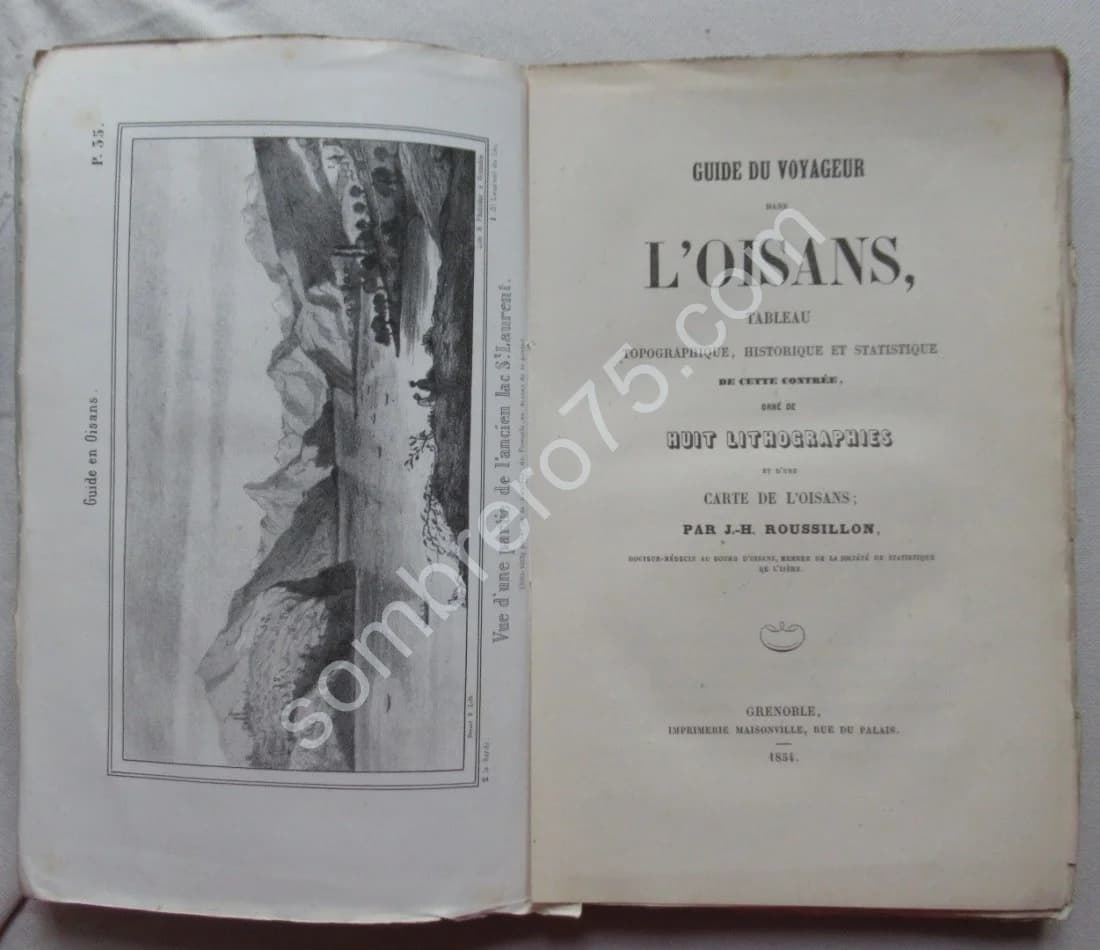 P. 33.
Guide en Oisans
Vue d'une partie de l'ancien Lac St. Laurent.
GUIDE DU VOYAGEUR
DANS
L'OISANS,
TABLEAU
TOPOGRAPHIQUE, HISTORIQUE ET STATISTIQUE
DE CETTE CONTRÉE,
ORNÉ DE
HUIT LITHOGRAPHIES
ET D'UNE
CARTE DE L'OISANS;
PAR J.-H. ROUSSILLON,
DOCTEUR-MÉDECIN AU BOURG D'OISANS, MEMBRE DE LA SOCIÉTÉ DE STATISTIQUE
DE L'ISÈRE.
GRENOBLE,
IMPRIMERIE MAISONVILLE, RUE DU PALAIS.
1854.
sombrero75.com